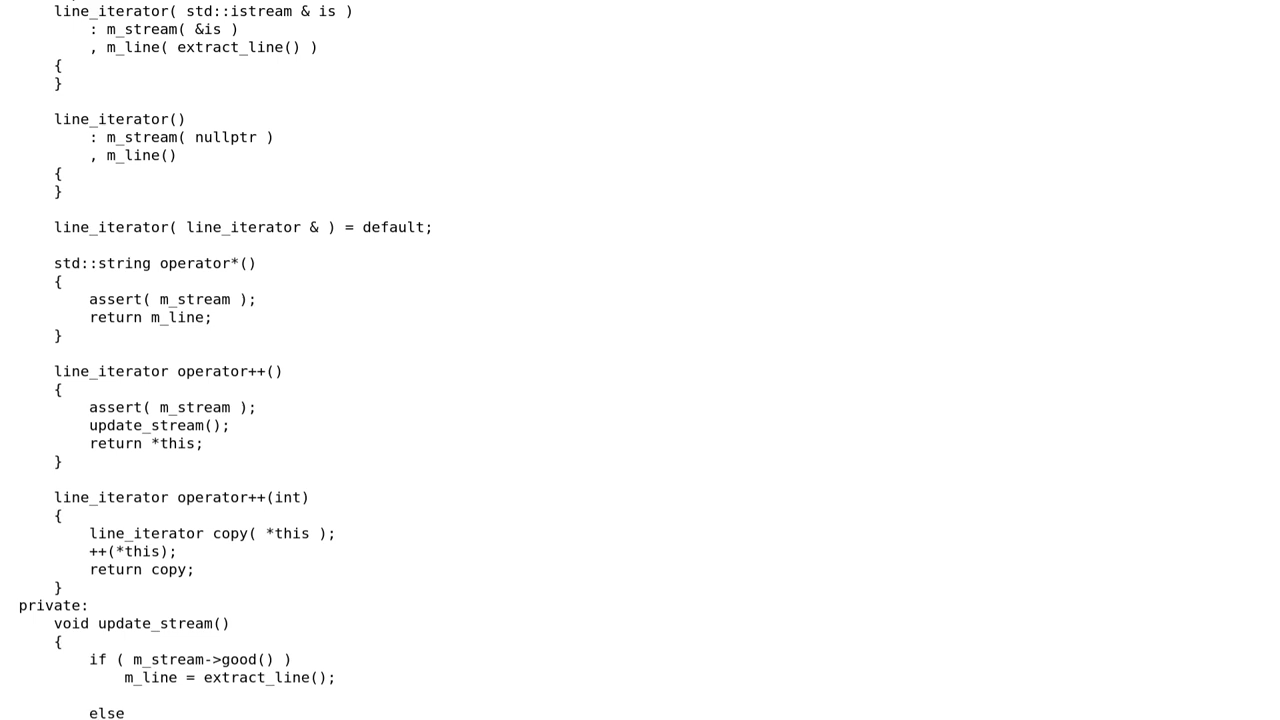 line_iterator( std::istream & is )
: m_stream( &is )
, m_line( extract_line() )
{
}
line_iterator()
: m_stream( nullptr )
, m_line()
{
}
line_iterator( line_iterator & ) = default;
std::string operator*()
{
assert( m_stream );
return m_line;
}
line_iterator operator++()
{
assert( m_stream );
update_stream();
return *this;
}
line_iterator operator++(int)
{
line_iterator copy( *this );
++(*this);
return copy;
}
private:
void update_stream()
{
if ( m_stream->good() )
m_line = extract_line();
else